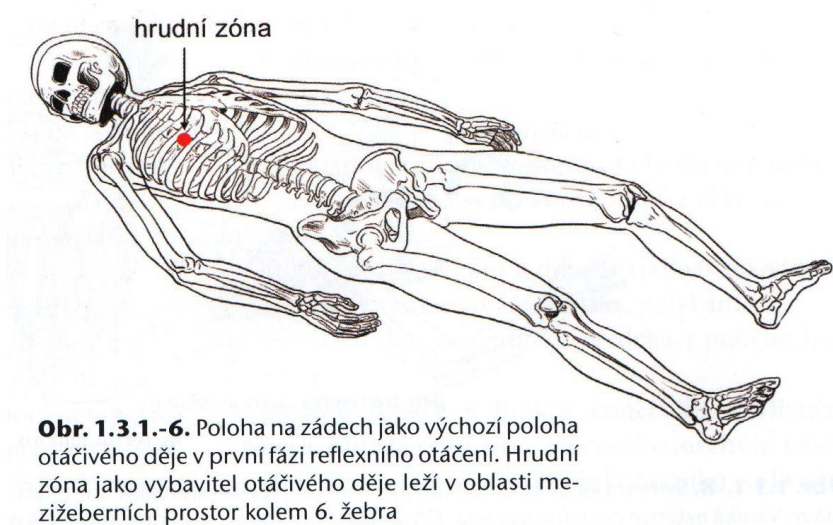 hrudní zóna
Obr. 1.3.1.-6. Poloha na zádech jako výchozí poloha
otáčivého děje v první fázi reflexního otáčení. Hrudní
zóna jako vybavitel otáčivého děje leží v oblasti me-
zižeberních prostor kolem 6. žebra